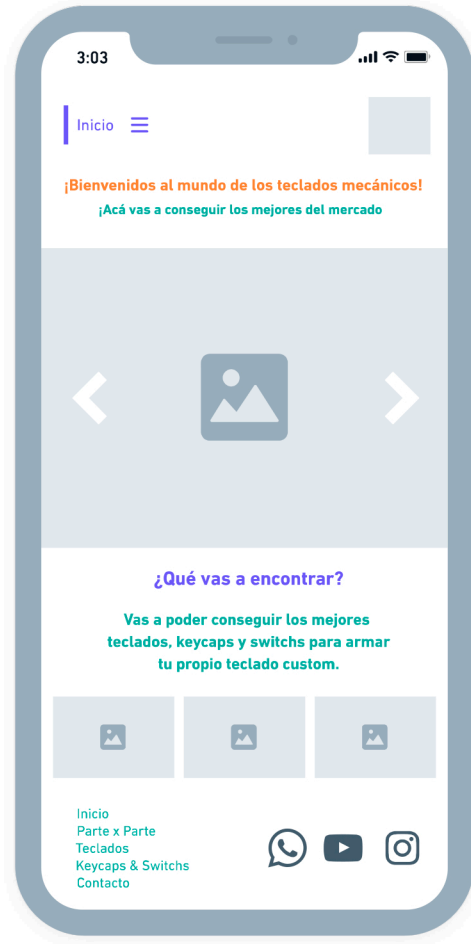 3:03
Inicio
¡Bienvenidos al mundo de los teclados mecánicos!
¡Acá vas a conseguir los mejores del mercado
¿Qué vas a encontrar?
Vas a poder conseguir los mejores
teclados, keycaps y switchs para armar
tu propio teclado custom.
Inicio
Parte x Parte
Teclados
Keycaps & Switchs
Contacto